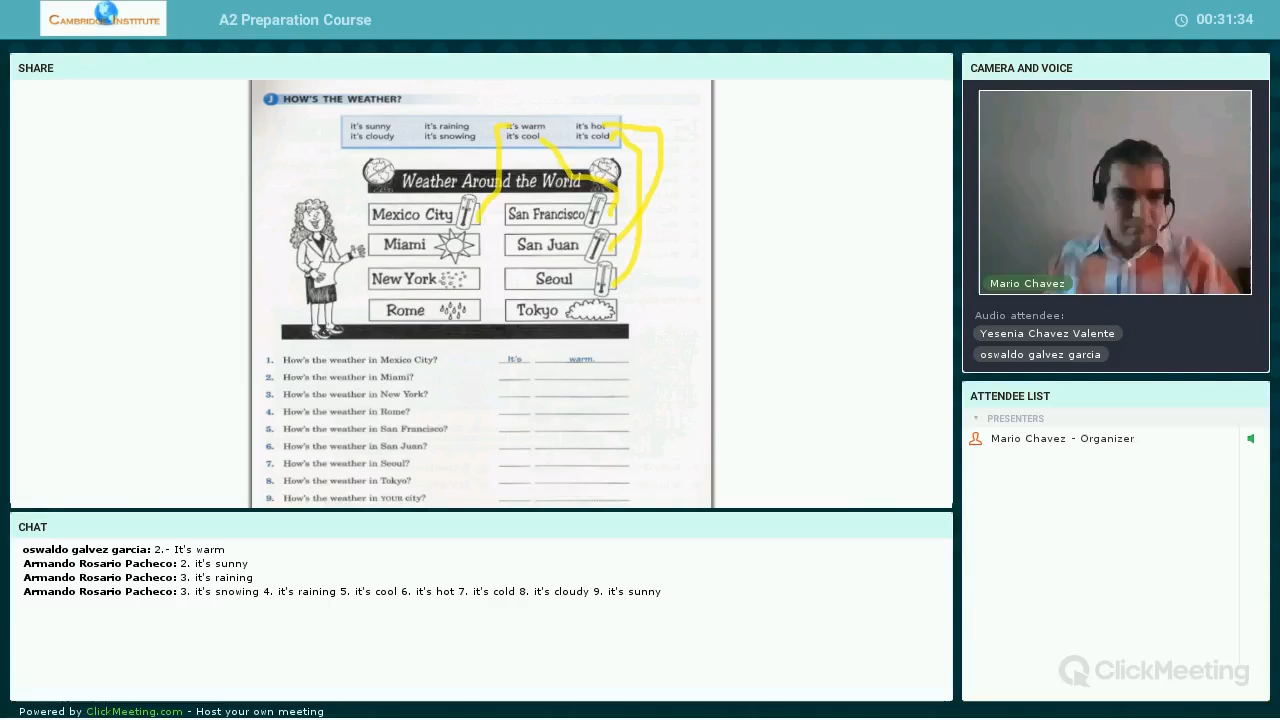 CAMBRIDGE INSTITUTE
A2 Preparation Course
00:31:34
SHARE
J HOW'S THE WEATHER?
it's sunny it's raining it's warm it's hot
it's cloudy it's snowing it's cool it's cold
Weather Around the World
Mexico City San Francisco
Miami San Juan
New York Seoul
Rome Tokyo
1. How's the weather in Mexico City? It's warm.
2. How's the weather in Miami?
3. How's the weather in New York?
4. How's the weather in Rome?
5. How's the weather in San Francisco?
6. How's the weather in San Juan?
7. How's the weather in Seoul?
8. How's the weather in Tokyo?
9. How's the weather in YOUR city?
CAMERA AND VOICE
Mario Chavez
Audio attendee:
Yesenia Chavez Valente
oswaldo galvez garcia
ATTENDEE LIST
PRESENTERS
Mario Chavez - Organizer
CHAT
oswaldo galvez garcia: 2.- It's warm
Armando Rosario Pacheco: 2. it's sunny
Armando Rosario Pacheco: 3. it's raining
Armando Rosario Pacheco: 3. it's snowing 4. it's raining 5. it's cool 6. it's hot 7. it's cold 8. it's cloudy 9. it's sunny
ClickMeeting
Powered by ClickMeeting.com - Host your own meeting